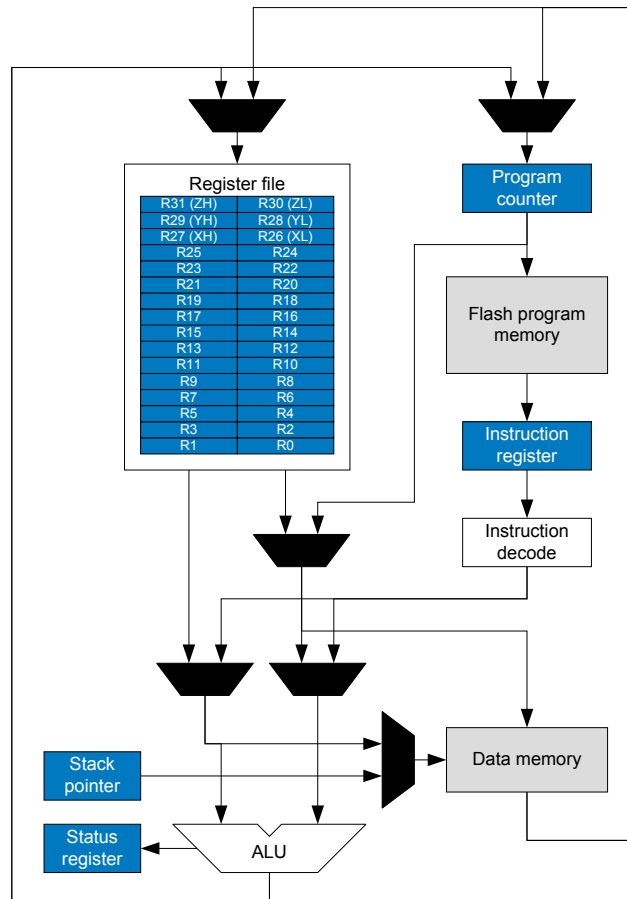 Register file
R31 (ZH) R30 (ZL)
R29 (YH) R28 (YL)
R27 (XH) R26 (XL)
R25 R24
R23 R22
R21 R20
R19 R18
R17 R16
R15 R14
R13 R12
R11 R10
R9 R8
R7 R6
R5 R4
R3 R2
R1 R0
Program
counter
Flash program
memory
Instruction
register
Instruction
decode
Stack
pointer
Data memory
Status
register
ALU